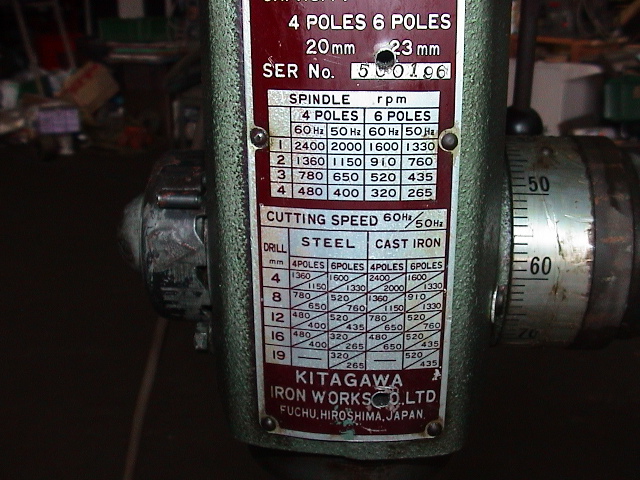 4 POLES 6 POLES
20mm 23mm
SER No. 500196
SPINDLE rpm
4 POLES 6 POLES
60Hz 50Hz 60Hz 50Hz
1 2400 2000 1600 1330
2 1360 1150 910 760
3 780 650 520 435
4 480 400 320 265
CUTTING SPEED 60Hz/50Hz
DRILL mm STEEL CAST IRON
4POLES 6POLES 4POLES 6POLES
4 1360/1150 1600/1330 2400/2000 1600/1330
8 780/650 520/760 1360/1150 910/1330
12 480/400 520/435 780/650 520/760
16 480/400 320/265 480/650 520/435
19 — 320/265 — 520/435
KITAGAWA
IRON WORKS CO.LTD
FUCHU, HIROSHIMA, JAPAN.
50
60
70